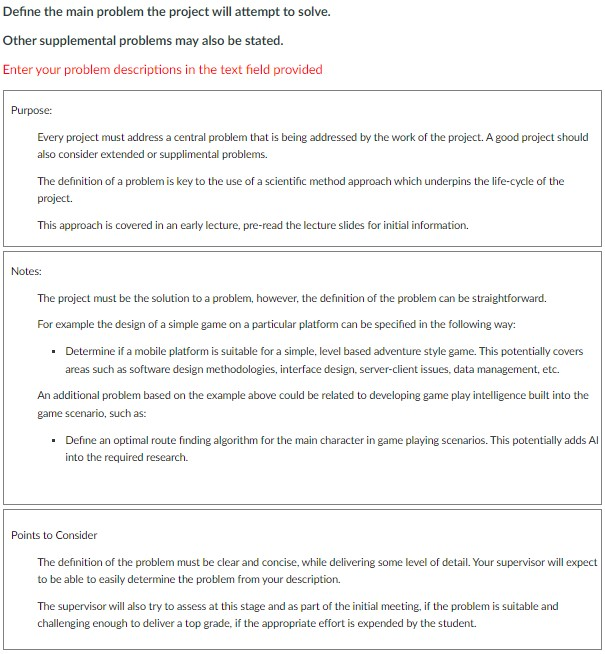 Define the main problem the project will attempt to solve.
Other supplemental problems may also be stated.
Enter your problem descriptions in the text field provided
Purpose:
Every project must address a central problem that is being addressed by the work of the project. A good project should
also consider extended or supplimental problems.
The definition of a problem is key to the use of a scientific method approach which underpins the life-cycle of the
project.
This approach is covered in an early lecture, pre-read the lecture slides for initial information.
Notes:
The project must be the solution to a problem, however, the definition of the problem can be straightforward.
For example the design of a simple game on a particular platform can be specified in the following way:
▪ Determine if a mobile platform is suitable for a simple, level based adventure style game. This potentially covers
areas such as software design methodologies, interface design, server-client issues, data management, etc.
An additional problem based on the example above could be related to developing game play intelligence built into the
game scenario, such as:
▪ Define an optimal route finding algorithm for the main character in game playing scenarios. This potentially adds AI
into the required research.
Points to Consider
The definition of the problem must be clear and concise, while delivering some level of detail. Your supervisor will expect
to be able to easily determine the problem from your description.
The supervisor will also try to assess at this stage and as part of the initial meeting, if the problem is suitable and
challenging enough to deliver a top grade, if the appropriate effort is expended by the student.